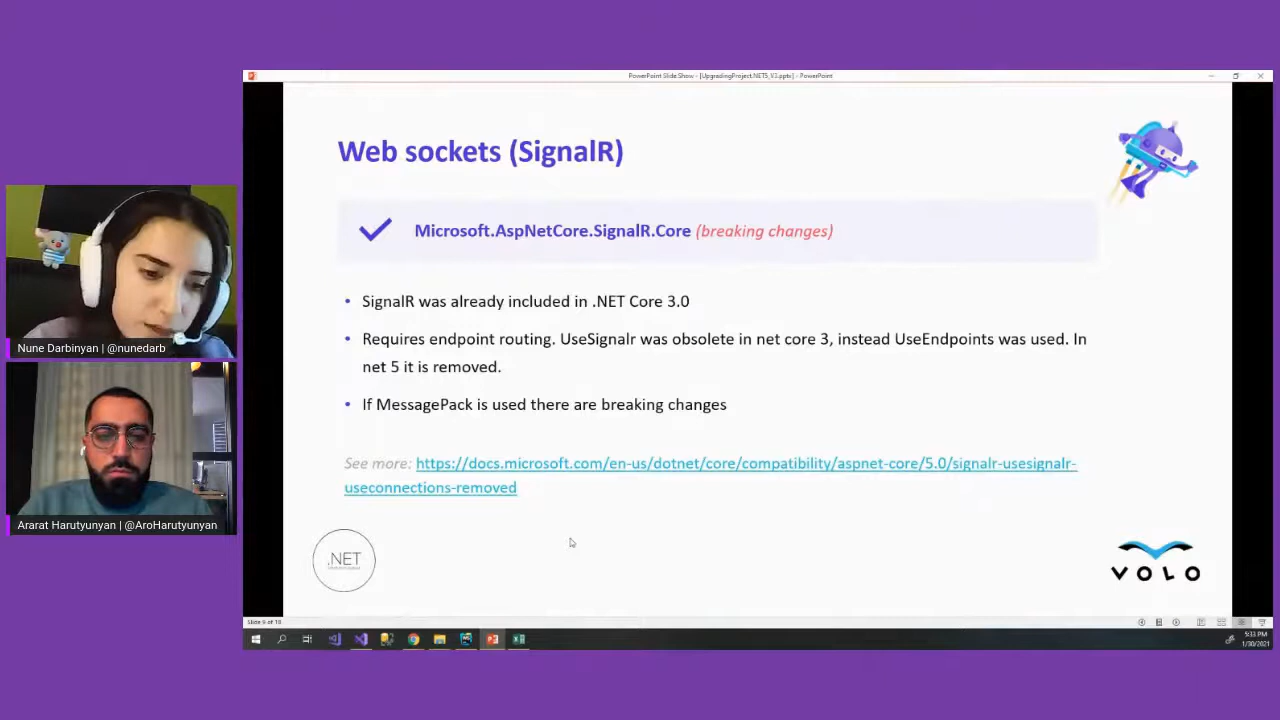 PowerPoint Slide Show - [UpgradingProject.NET5_V3.pptx] - PowerPoint
Web sockets (SignalR)
Microsoft.AspNetCore.SignalR.Core (breaking changes)
• SignalR was already included in .NET Core 3.0
• Requires endpoint routing. UseSignalr was obsolete in net core 3, instead UseEndpoints was used. In
net 5 it is removed.
• If MessagePack is used there are breaking changes
See more: https://docs.microsoft.com/en-us/dotnet/core/compatibility/aspnet-core/5.0/signalr-usesignalr-
useconnections-removed
Nune Darbinyan | @nunedarb
Ararat Harutyunyan | @AroHarutyunyan
.NET
VOLO
Slide 9 of 18
5:33 PM
1/30/2021